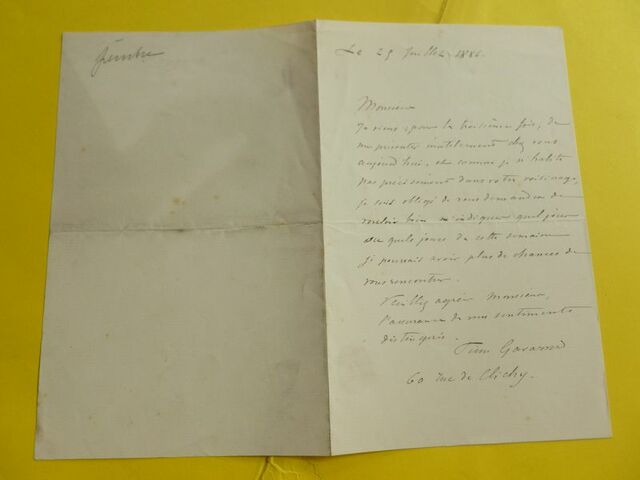 peintre
Le 25 Juillet 1886.
Monsieur
Je viens, pour la troisième fois, de
me présenter inutilement chez vous
aujourd'hui, et comme je n'habite
pas précisément dans votre voisinage,
je suis obligé de vous demander de
vouloir bien m'indiquer quel jour
ou quels jours de cette semaine
je pourrais avoir plus de chances de
vous rencontrer.
Veuillez agréer Monsieur,
l'assurance de mes sentiments
distingués.
Gavarni
60 rue de Clichy.